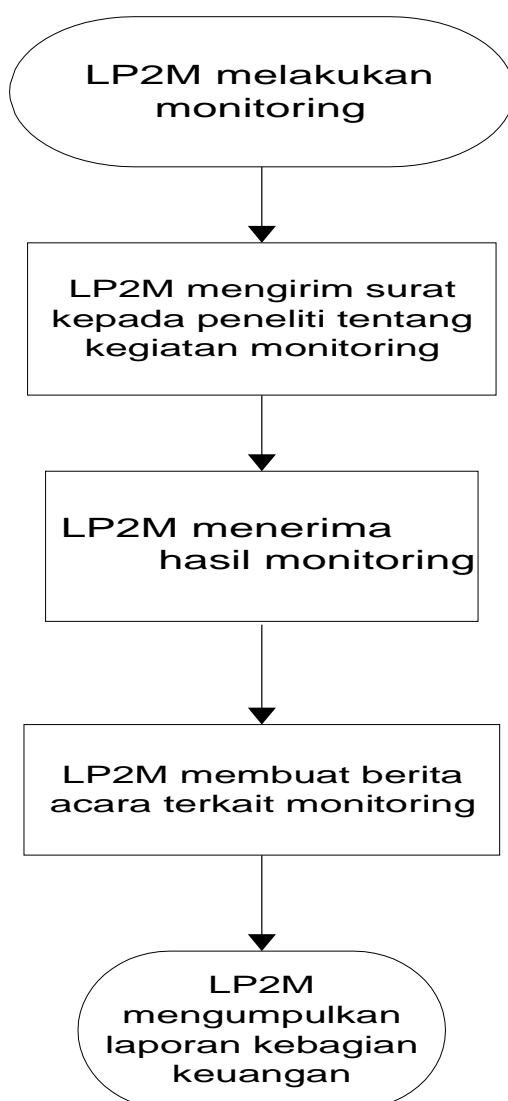 LP2M melakukan
monitoring
LP2M mengirim surat
kepada peneliti tentang
kegiatan monitoring
LP2M menerima
hasil monitoring
LP2M membuat berita
acara terkait monitoring
LP2M
mengumpulkan
laporan kebagian
keuangan